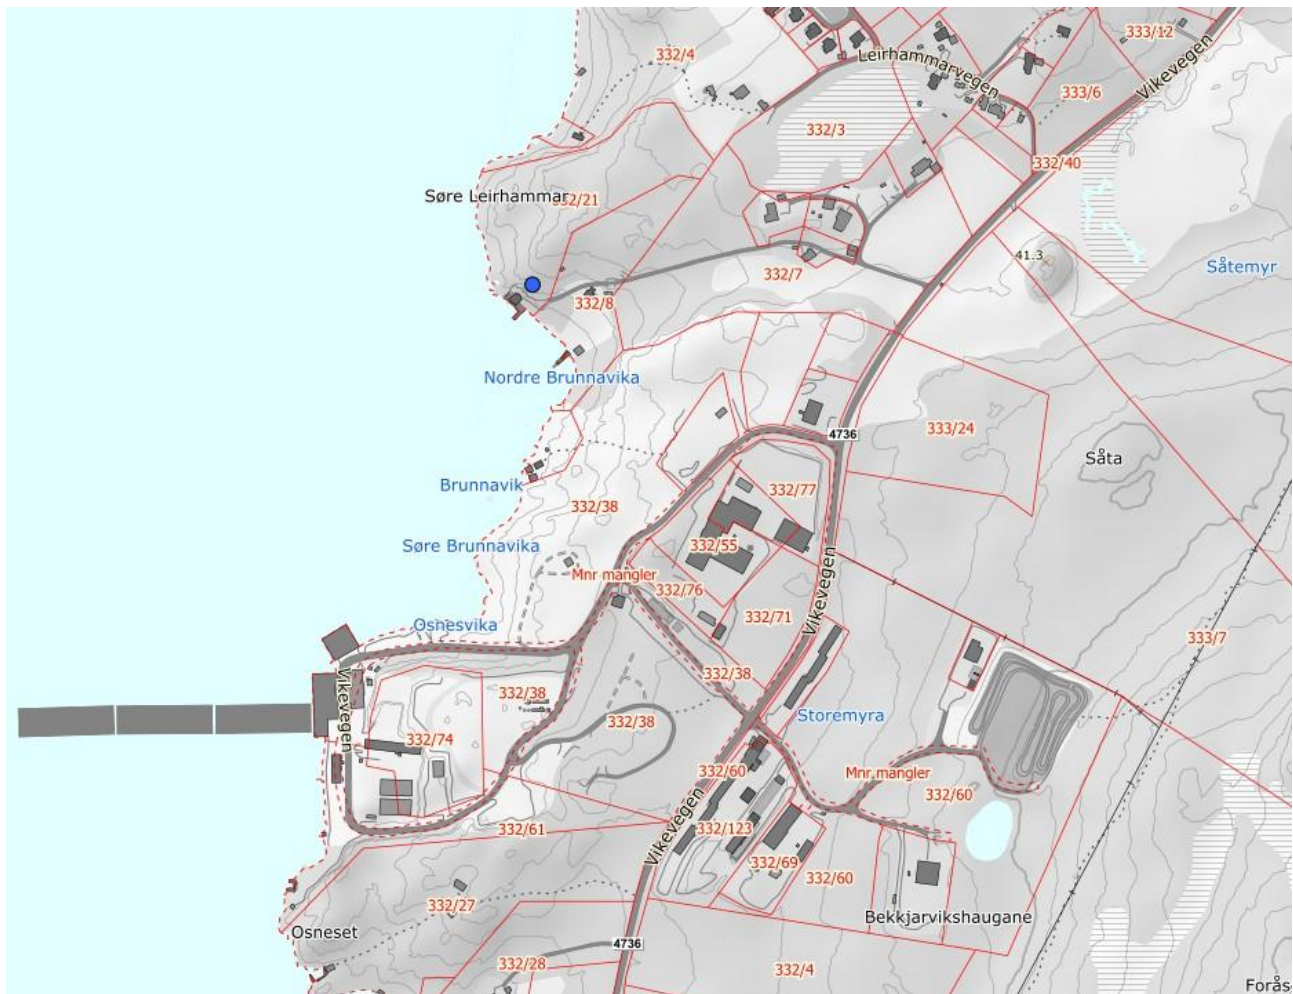 333/12
332/4
Leirhammarvegen
Vikevegen
333/6
332/3
332/40
Søre Leirhammar
332/21
41.3
Såtemyr
332/7
332/8
Nordre Brunnavika
4736
333/24
Såta
Brunnavik
332/77
332/38
Søre Brunnavika
332/55
Mnr mangler
332/76
Vikevegen
332/71
Osnesvika
333/7
332/38
Vikevegen
332/38
332/38
Storemyra
332/74
332/60
Mnr mangler
332/60
332/61
Vikevegen
332/123
332/69
332/60
332/27
Bekkjarvikshaugane
Osneset
4736
332/28
332/4
Forås